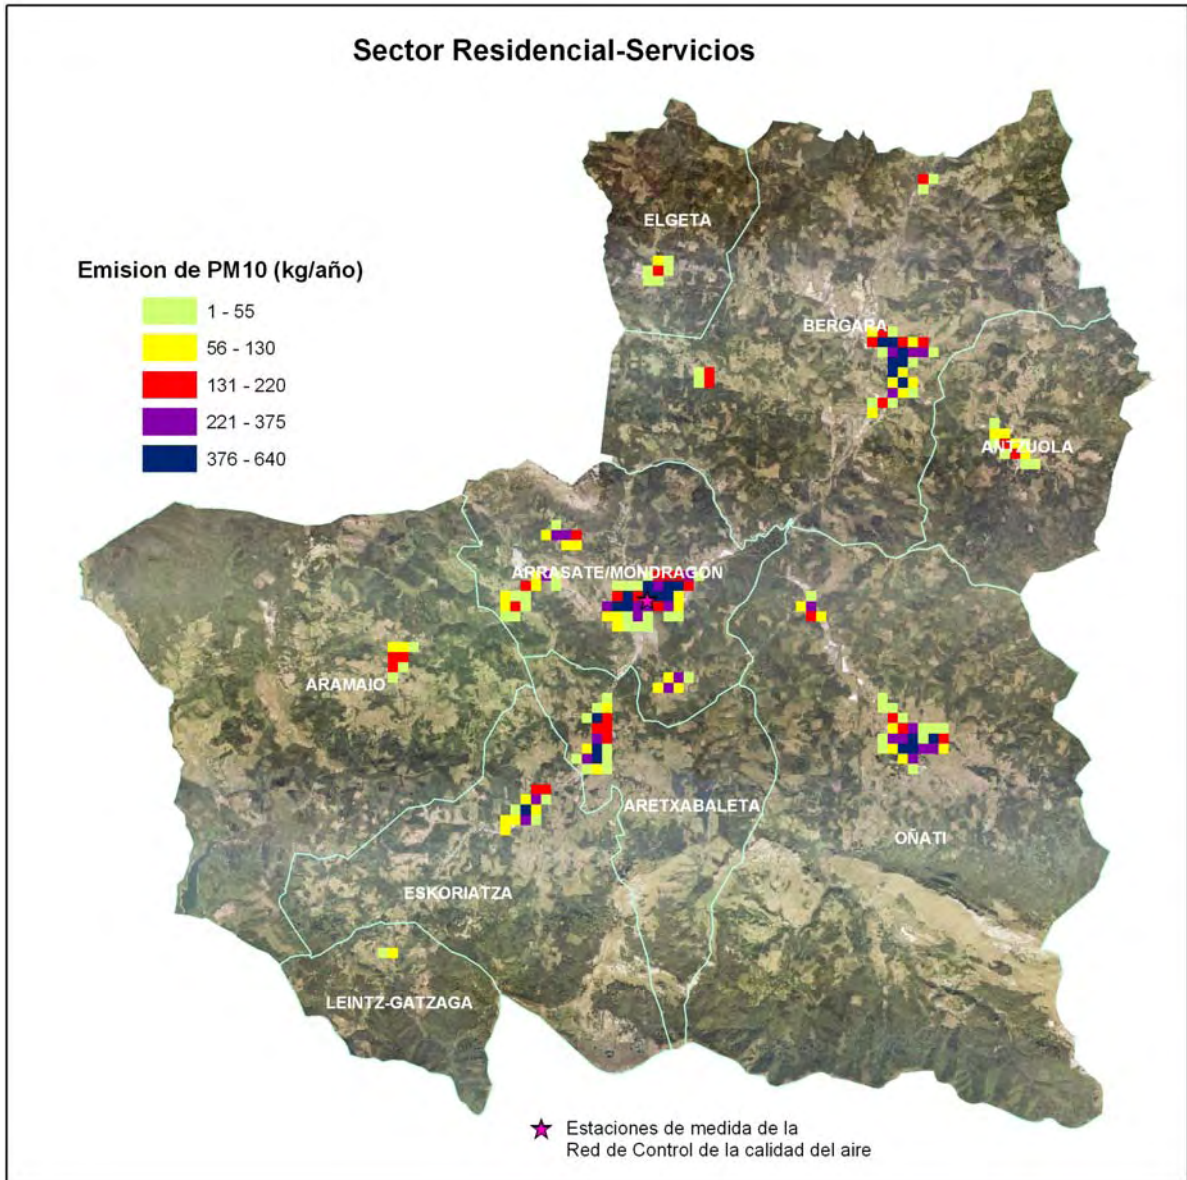 Sector Residencial-Servicios
ELGETA
Emision de PM10 (kg/año)
1 - 55
56 - 130
131 - 220
221 - 375
376 - 640
BERGARA
ANTZUOLA
ARRASATE/MONDRAGÓN
ARAMAIO
ARETXABALETA
OÑATI
ESKORIATZA
LEINTZ-GATZAGA
Estaciones de medida de la
Red de Control de la calidad del aire